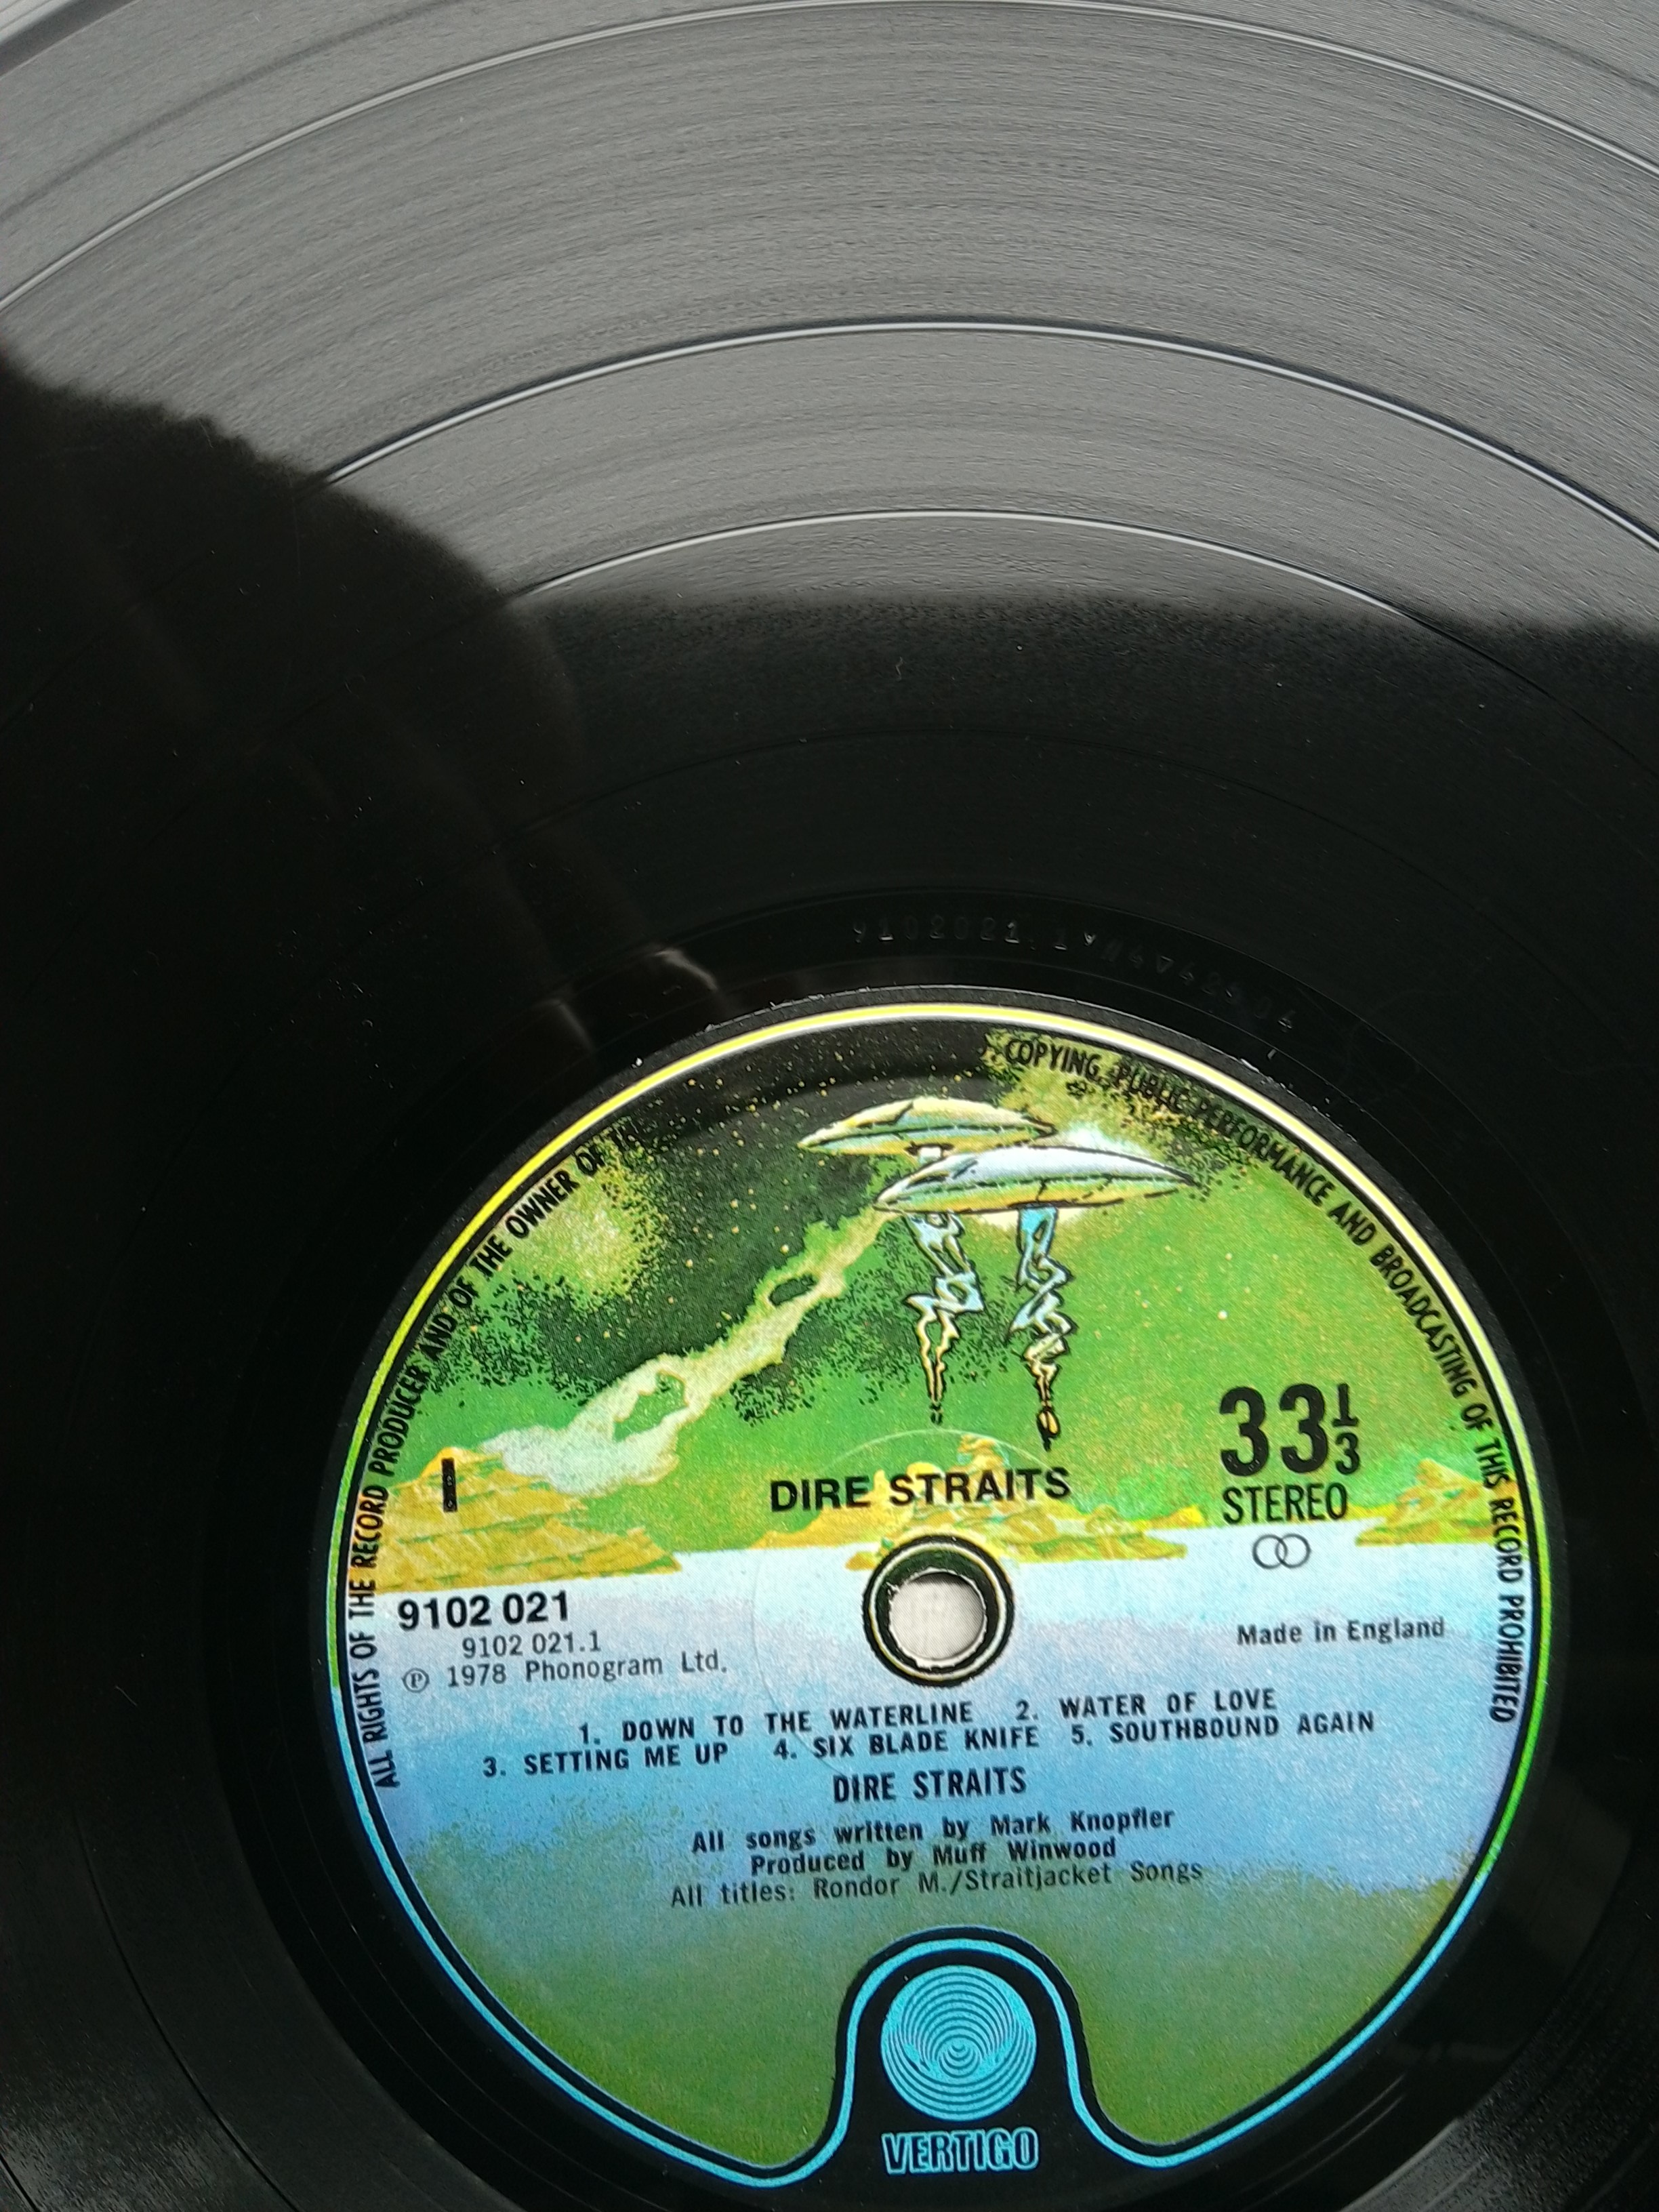 9102021.1
ALL RIGHTS OF THE RECORD PRODUCER AND OF THE OWNER OF
COPYING, PUBLIC PERFORMANCE AND BROADCASTING OF THIS RECORD PROHIBITED
33⅓
STEREO
1
DIRE STRAITS
9102 021
9102 021.1
℗ 1978 Phonogram Ltd.
Made in England
1. DOWN TO THE WATERLINE 2. WATER OF LOVE
3. SETTING ME UP 4. SIX BLADE KNIFE 5. SOUTHBOUND AGAIN
DIRE STRAITS
All songs written by Mark Knopfler
Produced by Muff Winwood
All titles: Rondor M./Straitjacket Songs
VERTIGO